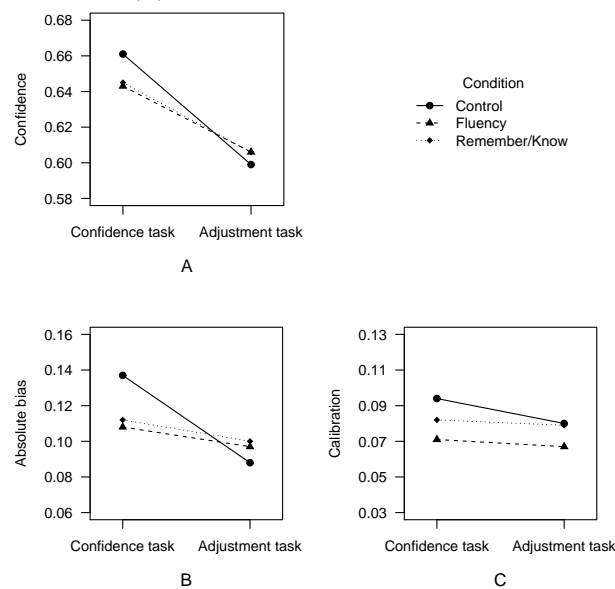 0.68
0.66
0.64
0.62
0.60
0.58
Confidence
Confidence task Adjustment task
A
Condition
Control
Fluency
Remember/Know
0.16
0.14
0.12
0.10
0.08
0.06
Absolute bias
Confidence task Adjustment task
B
0.13
0.11
0.09
0.07
0.05
0.03
Calibration
Confidence task Adjustment task
C